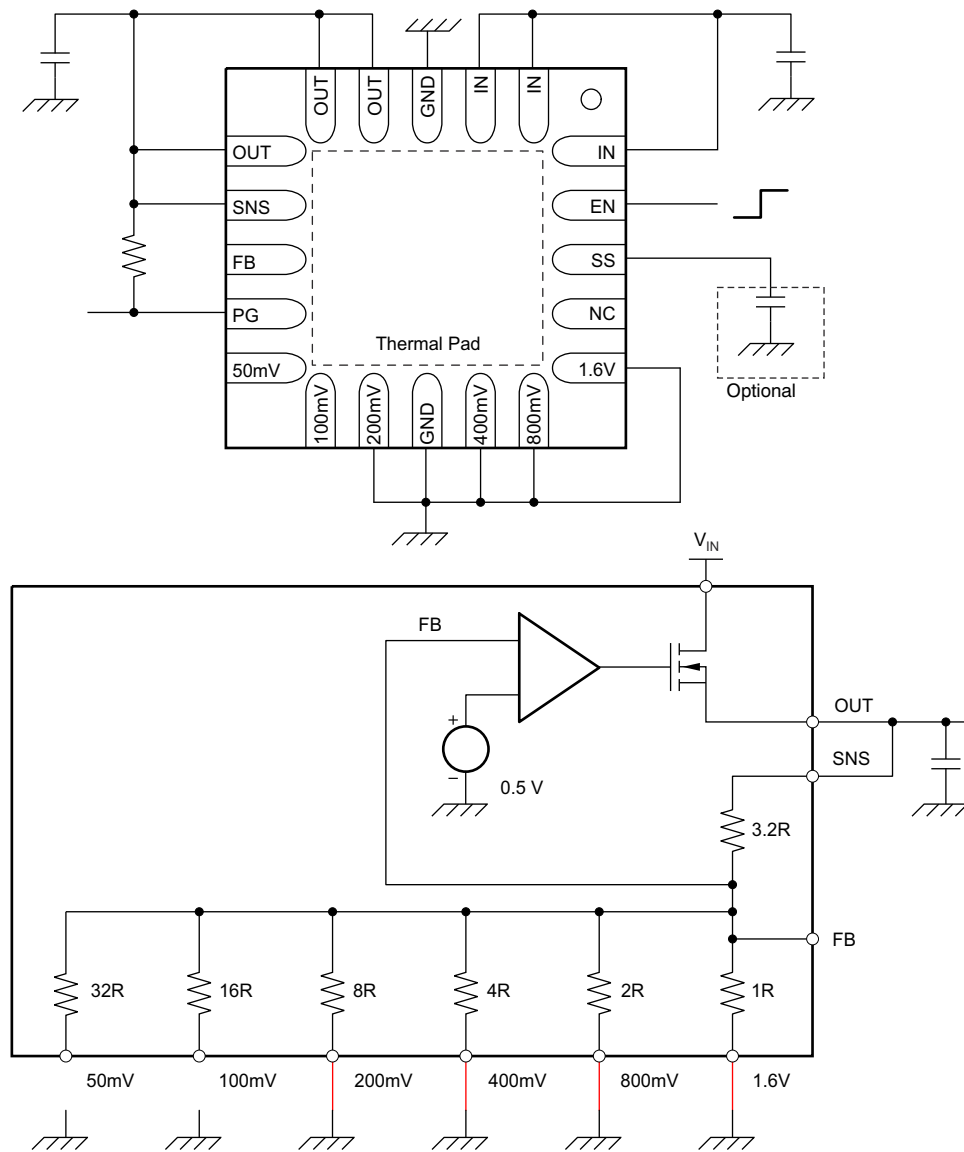 OUT
OUT
GND
IN
IN
OUT
IN
SNS
EN
FB
SS
PG
NC
Thermal Pad
50mV
1.6V
100mV
200mV
GND
400mV
800mV
Optional
VIN
FB
+
−
0.5 V
OUT
SNS
3.2R
FB
32R
16R
8R
4R
2R
1R
50mV
100mV
200mV
400mV
800mV
1.6V